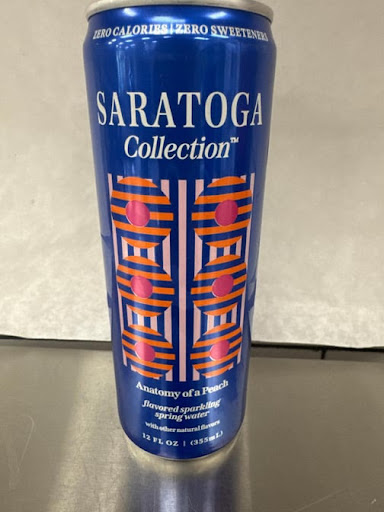 ZERO CALORIES | ZERO SWEETENERS
SARATOGA
Collection™
Anatomy of a Peach
flavored sparkling
spring water
with other natural flavors
12 FL OZ | (355mL)